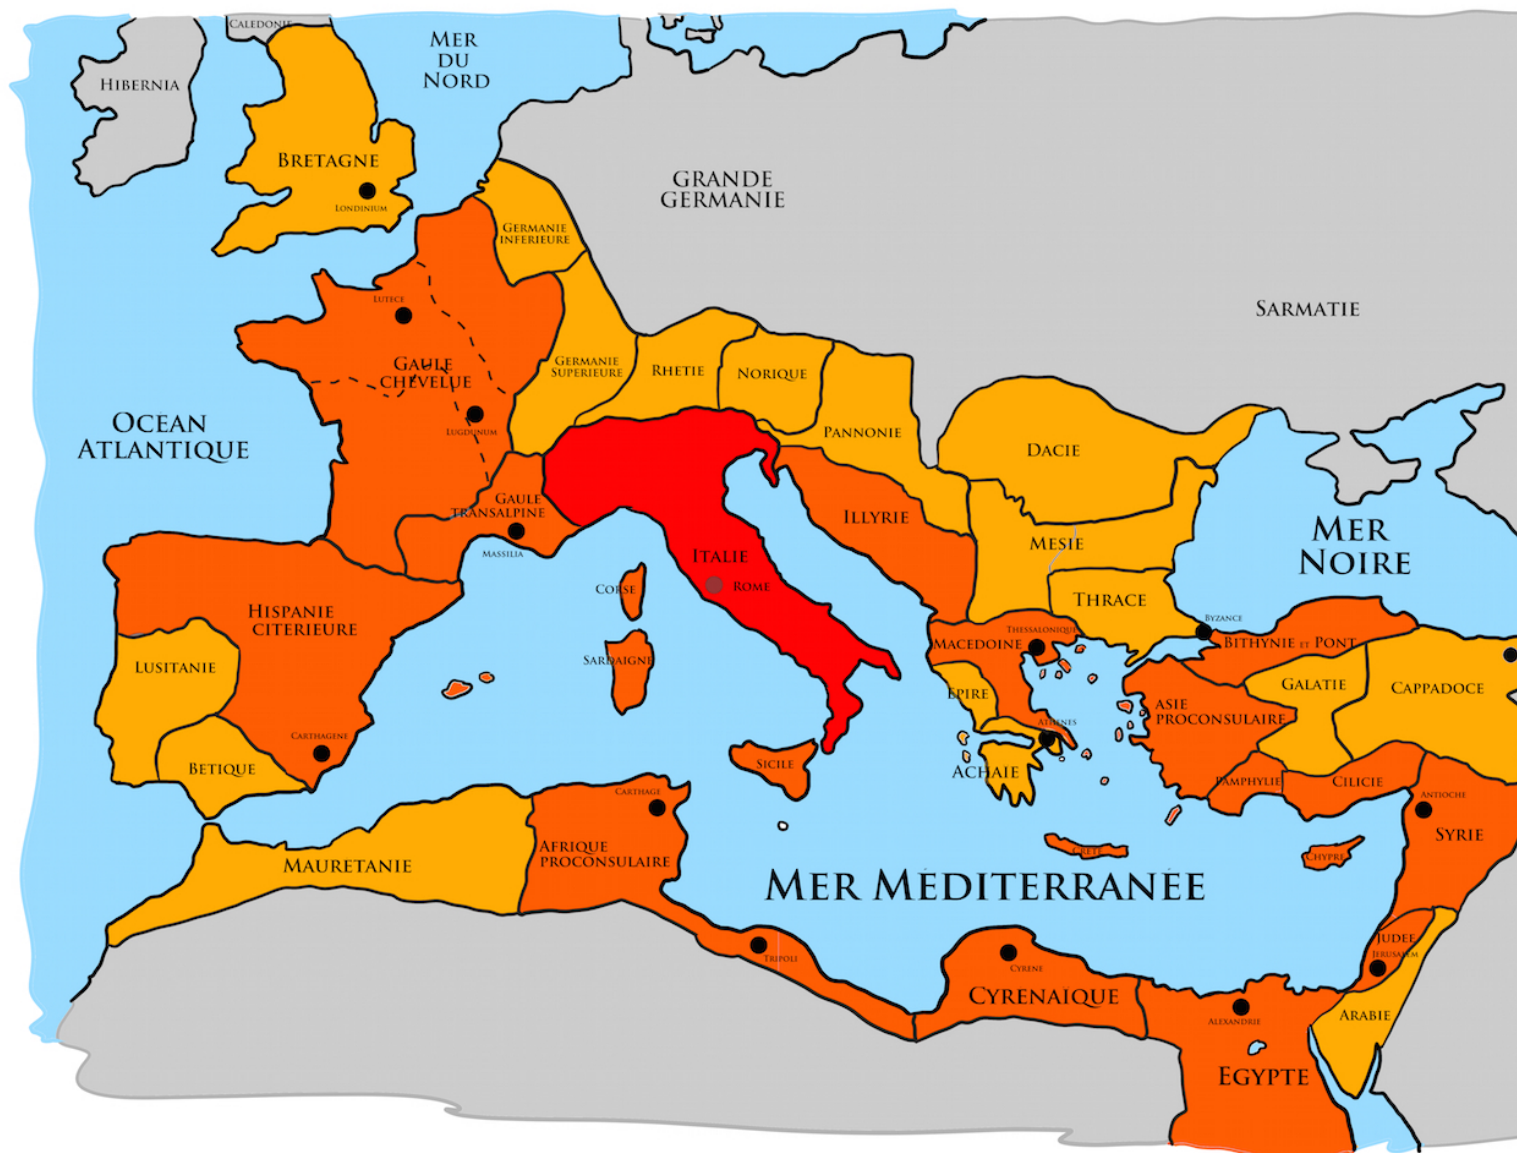 CALEDONIE
HIBERNIA
MER
DU
NORD
BRETAGNE
LONDINIUM
GRANDE
GERMANIE
GERMANIE
INFERIEURE
SARMATIE
LUTECE
GAULE
CHEVELUE
GERMANIE
SUPERIEURE
RHETIE
NORIQUE
OCEAN
ATLANTIQUE
LUGDUNUM
PANNONIE
DACIE
GAULE
TRANSALPINE
MASSILIA
ILLYRIE
MER
NOIRE
MESIE
ITALIE
ROME
CORSE
THRACE
HISPANIE
CITERIEURE
BYZANCE
THESSALONIQUE
MACEDOINE
BITHYNIE ET PONT
LUSITANIE
SARDAIGNE
EPIRE
GALATIE
CAPPADOCE
ASIE
PROCONSULAIRE
ATHENES
CARTHAGENE
BETIQUE
SICILE
ACHAÏE
PAMPHYLIE
CILICIE
CARTHAGE
ANTIOCHE
SYRIE
MAURETANIE
AFRIQUE
PROCONSULAIRE
CRETE
CHYPRE
MER MÉDITERRANÉE
JUDEE
JERUSALEM
TRIPOLI
CYRENE
CYRENAÏQUE
ALEXANDRIE
ARABIE
EGYPTE